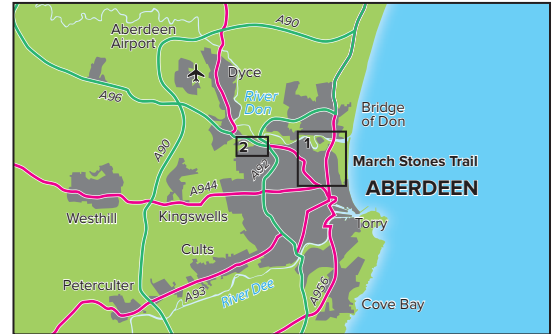 A90
Aberdeen
Airport
Dyce
A96
River
Don
Bridge
of Don
A90
2
1
A92
March Stones Trail
ABERDEEN
A944
Westhill
Kingswells
Torry
Cults
Peterculter
A93
River Dee
A956
Cove Bay